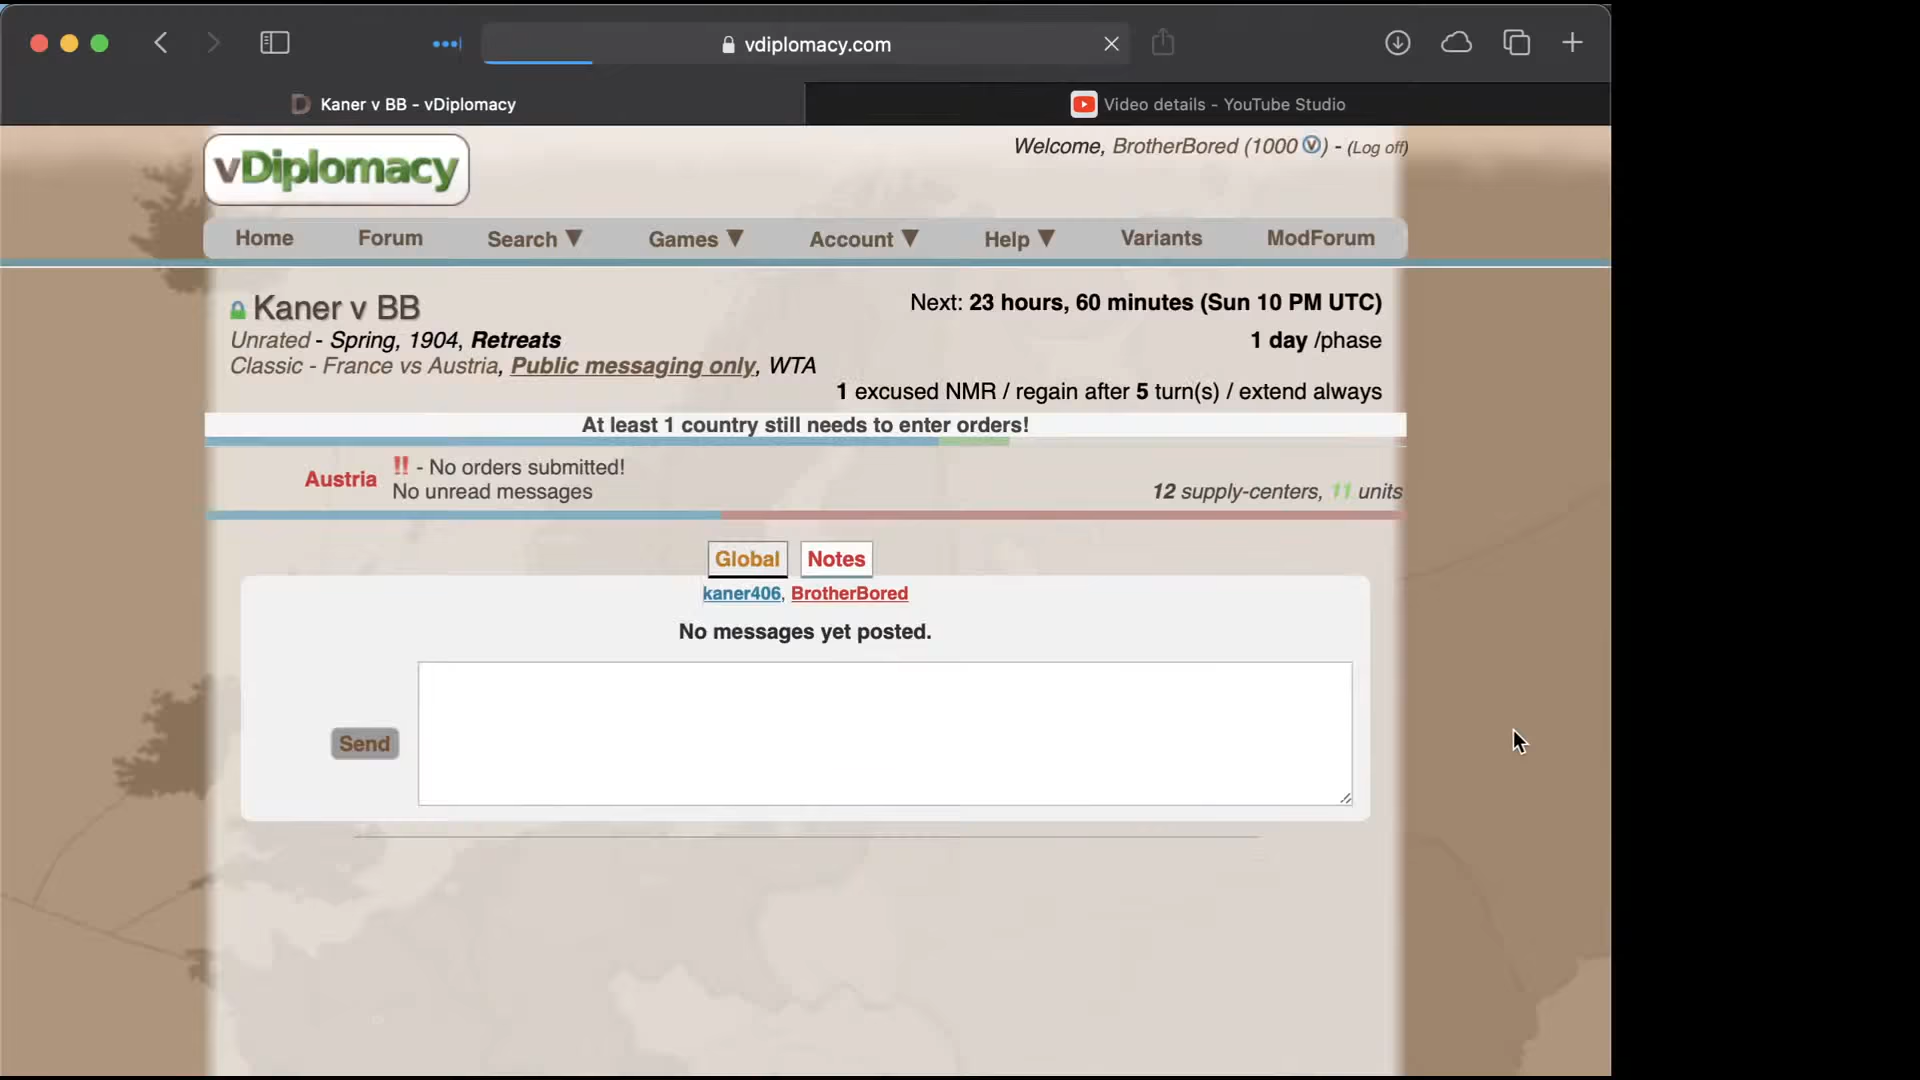 vdiplomacy.com
Kaner v BB - vDiplomacy
Video details - YouTube Studio
vDiplomacy
Welcome, BrotherBored (1000 V) - (Log off)
Home Forum Search ▼ Games ▼ Account ▼ Help ▼ Variants ModForum
Kaner v BB
Next: 23 hours, 60 minutes (Sun 10 PM UTC)
Unrated - Spring, 1904, Retreats
1 day /phase
Classic - France vs Austria, Public messaging only, WTA
1 excused NMR / regain after 5 turn(s) / extend always
At least 1 country still needs to enter orders!
Austria
!! - No orders submitted!
No unread messages
12 supply-centers, 11 units
Global Notes
kaner406, BrotherBored
No messages yet posted.
Send